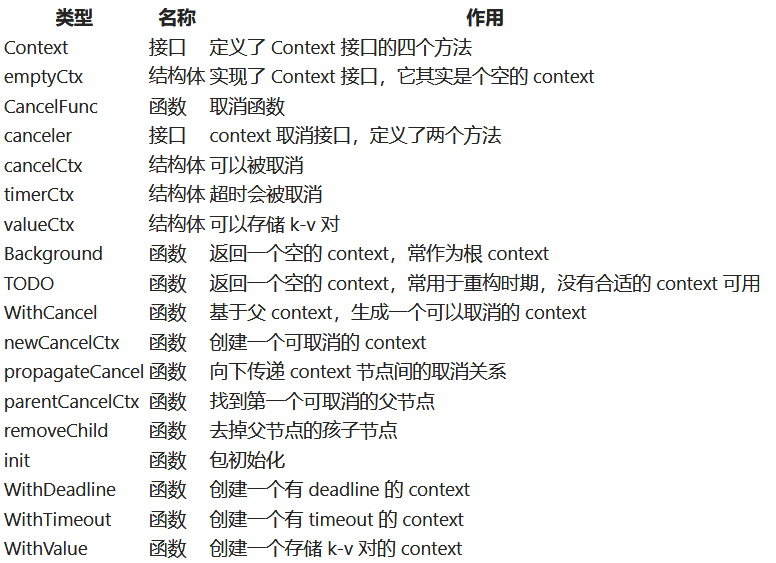 类型 名称 作用
Context 接口 定义了 Context 接口的四个方法
emptyCtx 结构体 实现了 Context 接口，它其实是个空的 context
CancelFunc 函数 取消函数
canceler 接口 context 取消接口，定义了两个方法
cancelCtx 结构体 可以被取消
timerCtx 结构体 超时会被取消
valueCtx 结构体 可以存储 k-v 对
Background 函数 返回一个空的 context，常作为根 context
TODO 函数 返回一个空的 context，常用于重构时期，没有合适的 context 可用
WithCancel 函数 基于父 context，生成一个可以取消的 context
newCancelCtx 函数 创建一个可取消的 context
propagateCancel 函数 向下传递 context 节点间的取消关系
parentCancelCtx 函数 找到第一个可取消的父节点
removeChild 函数 去掉父节点的孩子节点
init 函数 包初始化
WithDeadline 函数 创建一个有 deadline 的 context
WithTimeout 函数 创建一个有 timeout 的 context
WithValue 函数 创建一个存储 k-v 对的 context